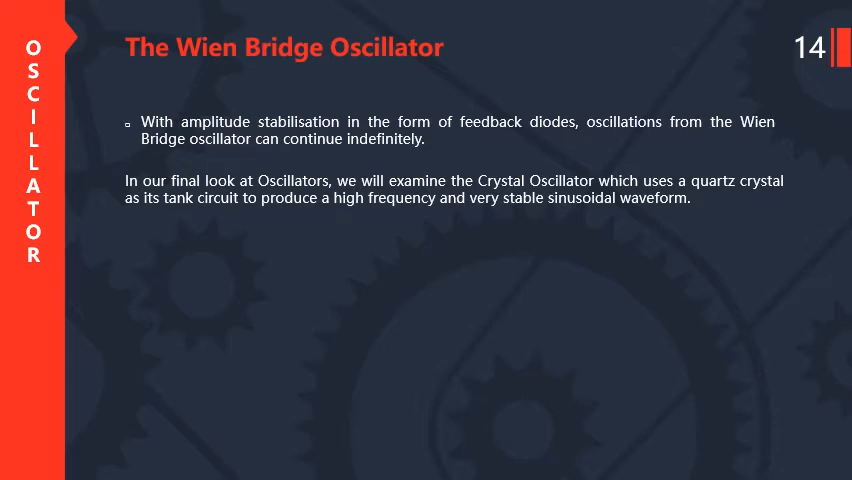 The Wien Bridge Oscillator
14
O
S
C
I
L
L
A
T
O
R
With amplitude stabilisation in the form of feedback diodes, oscillations from the Wien
Bridge oscillator can continue indefinitely.
In our final look at Oscillators, we will examine the Crystal Oscillator which uses a quartz crystal
as its tank circuit to produce a high frequency and very stable sinusoidal waveform.